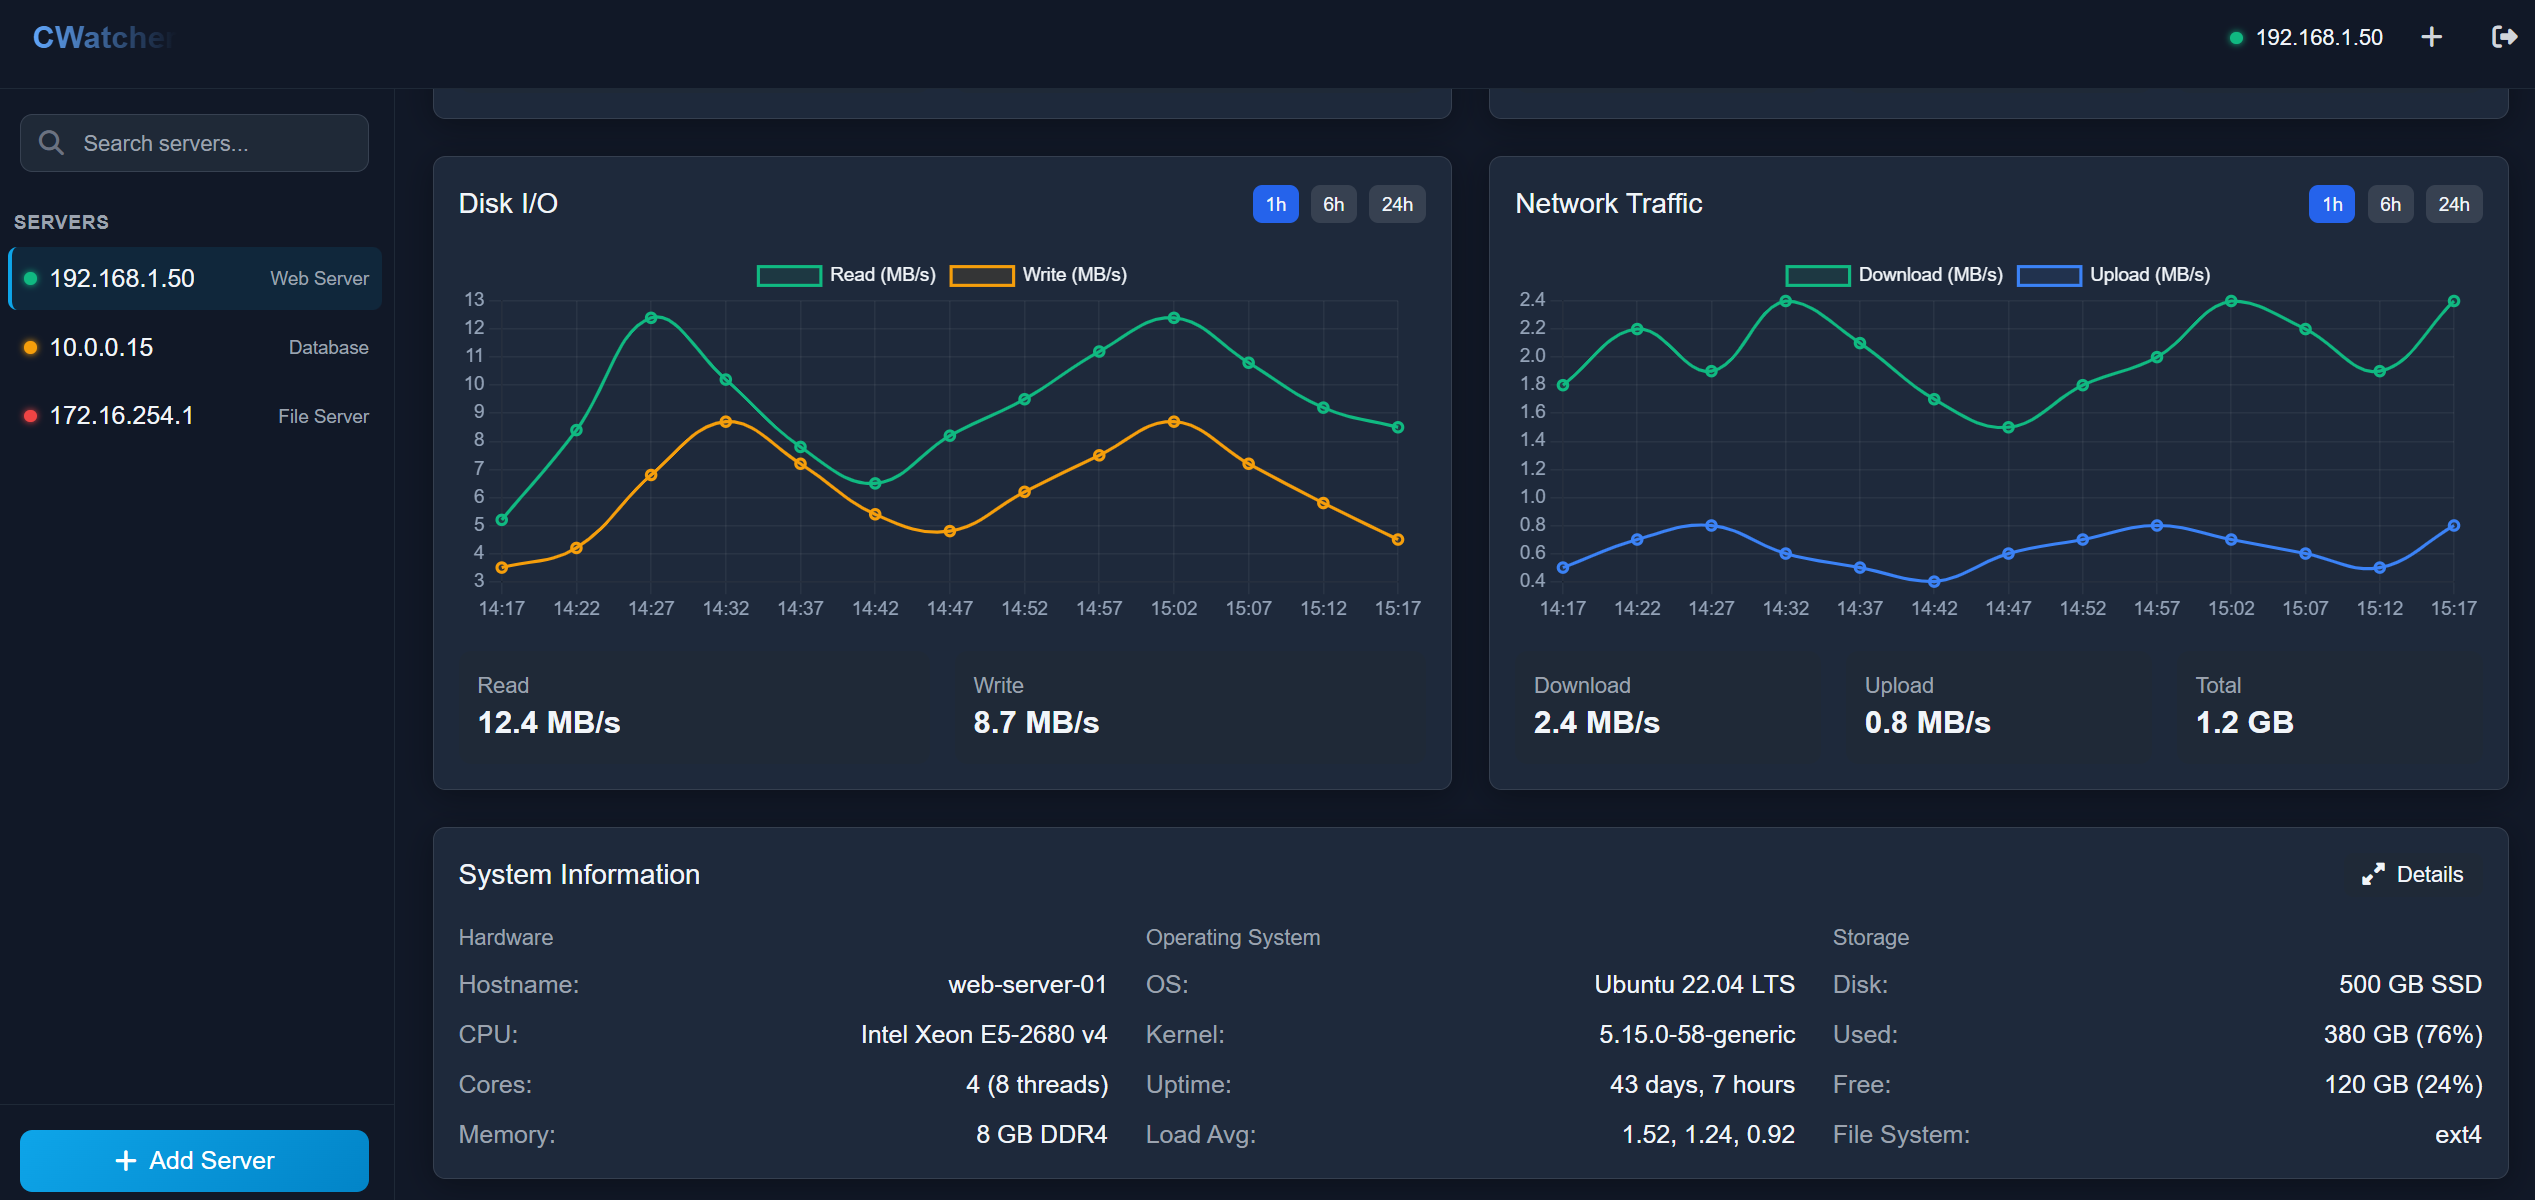 CWatcher
192.168.1.50
Search servers...
SERVERS
192.168.1.50 Web Server
10.0.0.15 Database
172.16.254.1 File Server
Add Server
Disk I/O
1h 6h 24h
Read (MB/s) Write (MB/s)
13
12
11
10
9
8
7
6
5
4
3
14:17 14:22 14:27 14:32 14:37 14:42 14:47 14:52 14:57 15:02 15:07 15:12 15:17
Read Write
12.4 MB/s 8.7 MB/s
Network Traffic
1h 6h 24h
Download (MB/s) Upload (MB/s)
2.4
2.2
2.0
1.8
1.6
1.4
1.2
1.0
0.8
0.6
0.4
14:17 14:22 14:27 14:32 14:37 14:42 14:47 14:52 14:57 15:02 15:07 15:12 15:17
Download Upload Total
2.4 MB/s 0.8 MB/s 1.2 GB
System Information
Details
Hardware
Hostname: web-server-01
CPU: Intel Xeon E5-2680 v4
Cores: 4 (8 threads)
Memory: 8 GB DDR4
Operating System
OS: Ubuntu 22.04 LTS
Kernel: 5.15.0-58-generic
Uptime: 43 days, 7 hours
Load Avg: 1.52, 1.24, 0.92
Storage
Disk: 500 GB SSD
Used: 380 GB (76%)
Free: 120 GB (24%)
File System: ext4